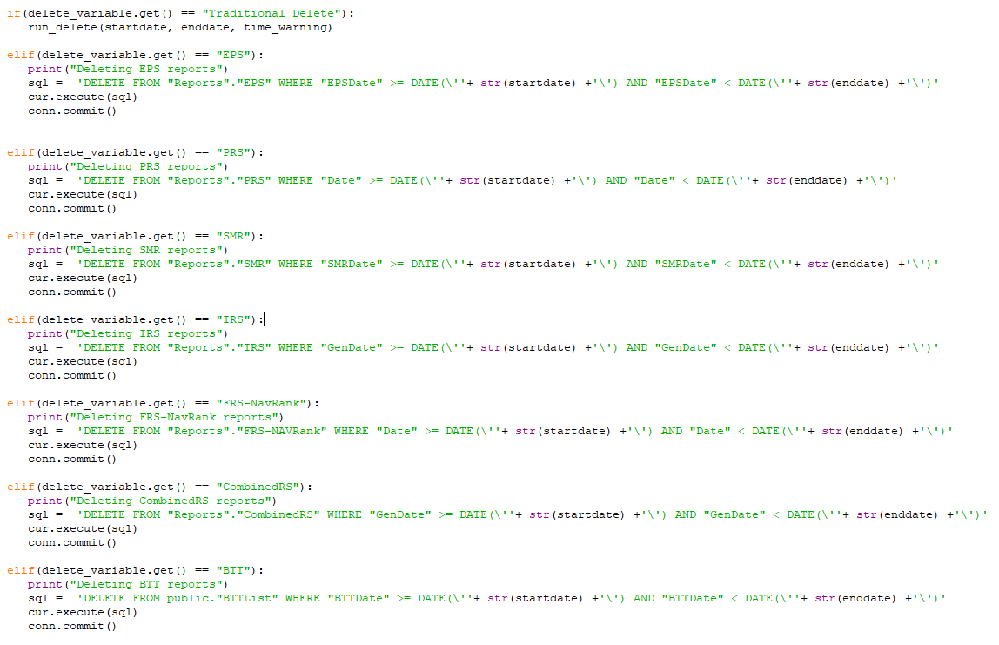 if(delete_variable.get() == "Traditional Delete"):
   run_delete(startdate, enddate, time_warning)
elif(delete_variable.get() == "EPS"):
   print("Deleting EPS reports")
   sql =  'DELETE FROM "Reports"."EPS" WHERE "EPSDate" >= DATE(\''+ str(startdate) +'\') AND "EPSDate" < DATE(\''+ str(enddate) +'\')'
   cur.execute(sql)
   conn.commit()
elif(delete_variable.get() == "PRS"):
   print("Deleting PRS reports")
   sql =  'DELETE FROM "Reports"."PRS" WHERE "Date" >= DATE(\''+ str(startdate) +'\') AND "Date" < DATE(\''+ str(enddate) +'\')'
   cur.execute(sql)
   conn.commit()
elif(delete_variable.get() == "SMR"):
   print("Deleting SMR reports")
   sql =  'DELETE FROM "Reports"."SMR" WHERE "SMRDate" >= DATE(\''+ str(startdate) +'\') AND "SMRDate" < DATE(\''+ str(enddate) +'\')'
   cur.execute(sql)
   conn.commit()
elif(delete_variable.get() == "IRS"):
   print("Deleting IRS reports")
   sql =  'DELETE FROM "Reports"."IRS" WHERE "GenDate" >= DATE(\''+ str(startdate) +'\') AND "GenDate" < DATE(\''+ str(enddate) +'\')'
   cur.execute(sql)
   conn.commit()
elif(delete_variable.get() == "FRS-NavRank"):
   print("Deleting FRS-NavRank reports")
   sql =  'DELETE FROM "Reports"."FRS-NAVRank" WHERE "Date" >= DATE(\''+ str(startdate) +'\') AND "Date" < DATE(\''+ str(enddate) +'\')'
   cur.execute(sql)
   conn.commit()
elif(delete_variable.get() == "CombinedRS"):
   print("Deleting CombinedRS reports")
   sql =  'DELETE FROM "Reports"."CombinedRS" WHERE "GenDate" >= DATE(\''+ str(startdate) +'\') AND "GenDate" < DATE(\''+ str(enddate) +'\')'
   cur.execute(sql)
   conn.commit()
elif(delete_variable.get() == "BTT"):
   print("Deleting BTT reports")
   sql =  'DELETE FROM public."BTTList" WHERE "BTTDate" >= DATE(\''+ str(startdate) +'\') AND "BTTDate" < DATE(\''+ str(enddate) +'\')'
   cur.execute(sql)
   conn.commit()